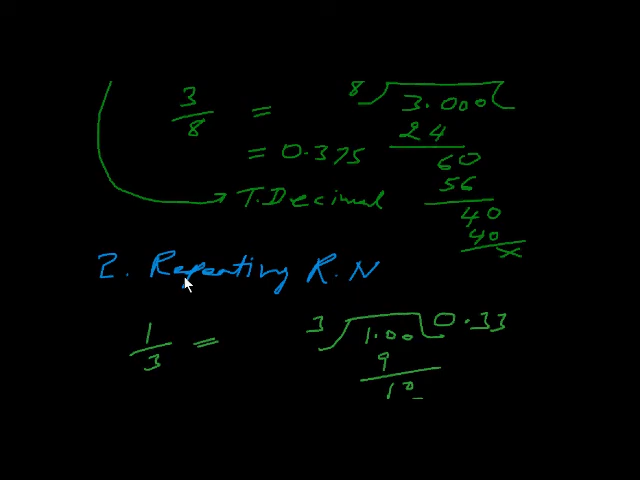 3/8 = 8 3.000
24
= 0.375 60
56
T.Decimal 40
40
x
2. Repeating R.N
1/3 = 3 1.00 0.33
9
10